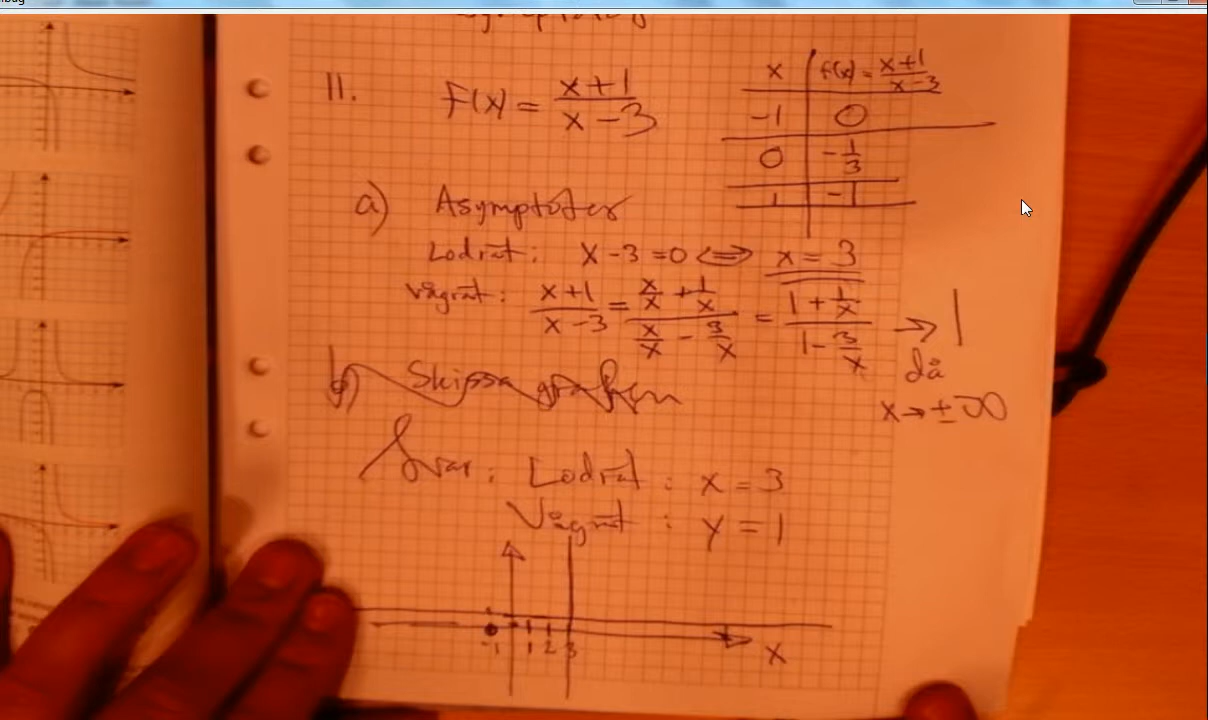 11.
F(x) = (x+1)/(x-3)
x | f(x) = (x+1)/(x-3)
-1 | 0
0 | -1/3
1 | -1
a) Asymptoter
Lodrät: x-3=0 ⇔ x = 3
vågrät: (x+1)/(x-3) = (x/x + 1/x)/(x/x - 3/x) = (1 + 1/x)/(1 - 3/x) → 1
då
x→±∞
b) Skissa grafen
Svar: Lodrät: x = 3
Vågrät: y = 1
-1 1 2 3 x